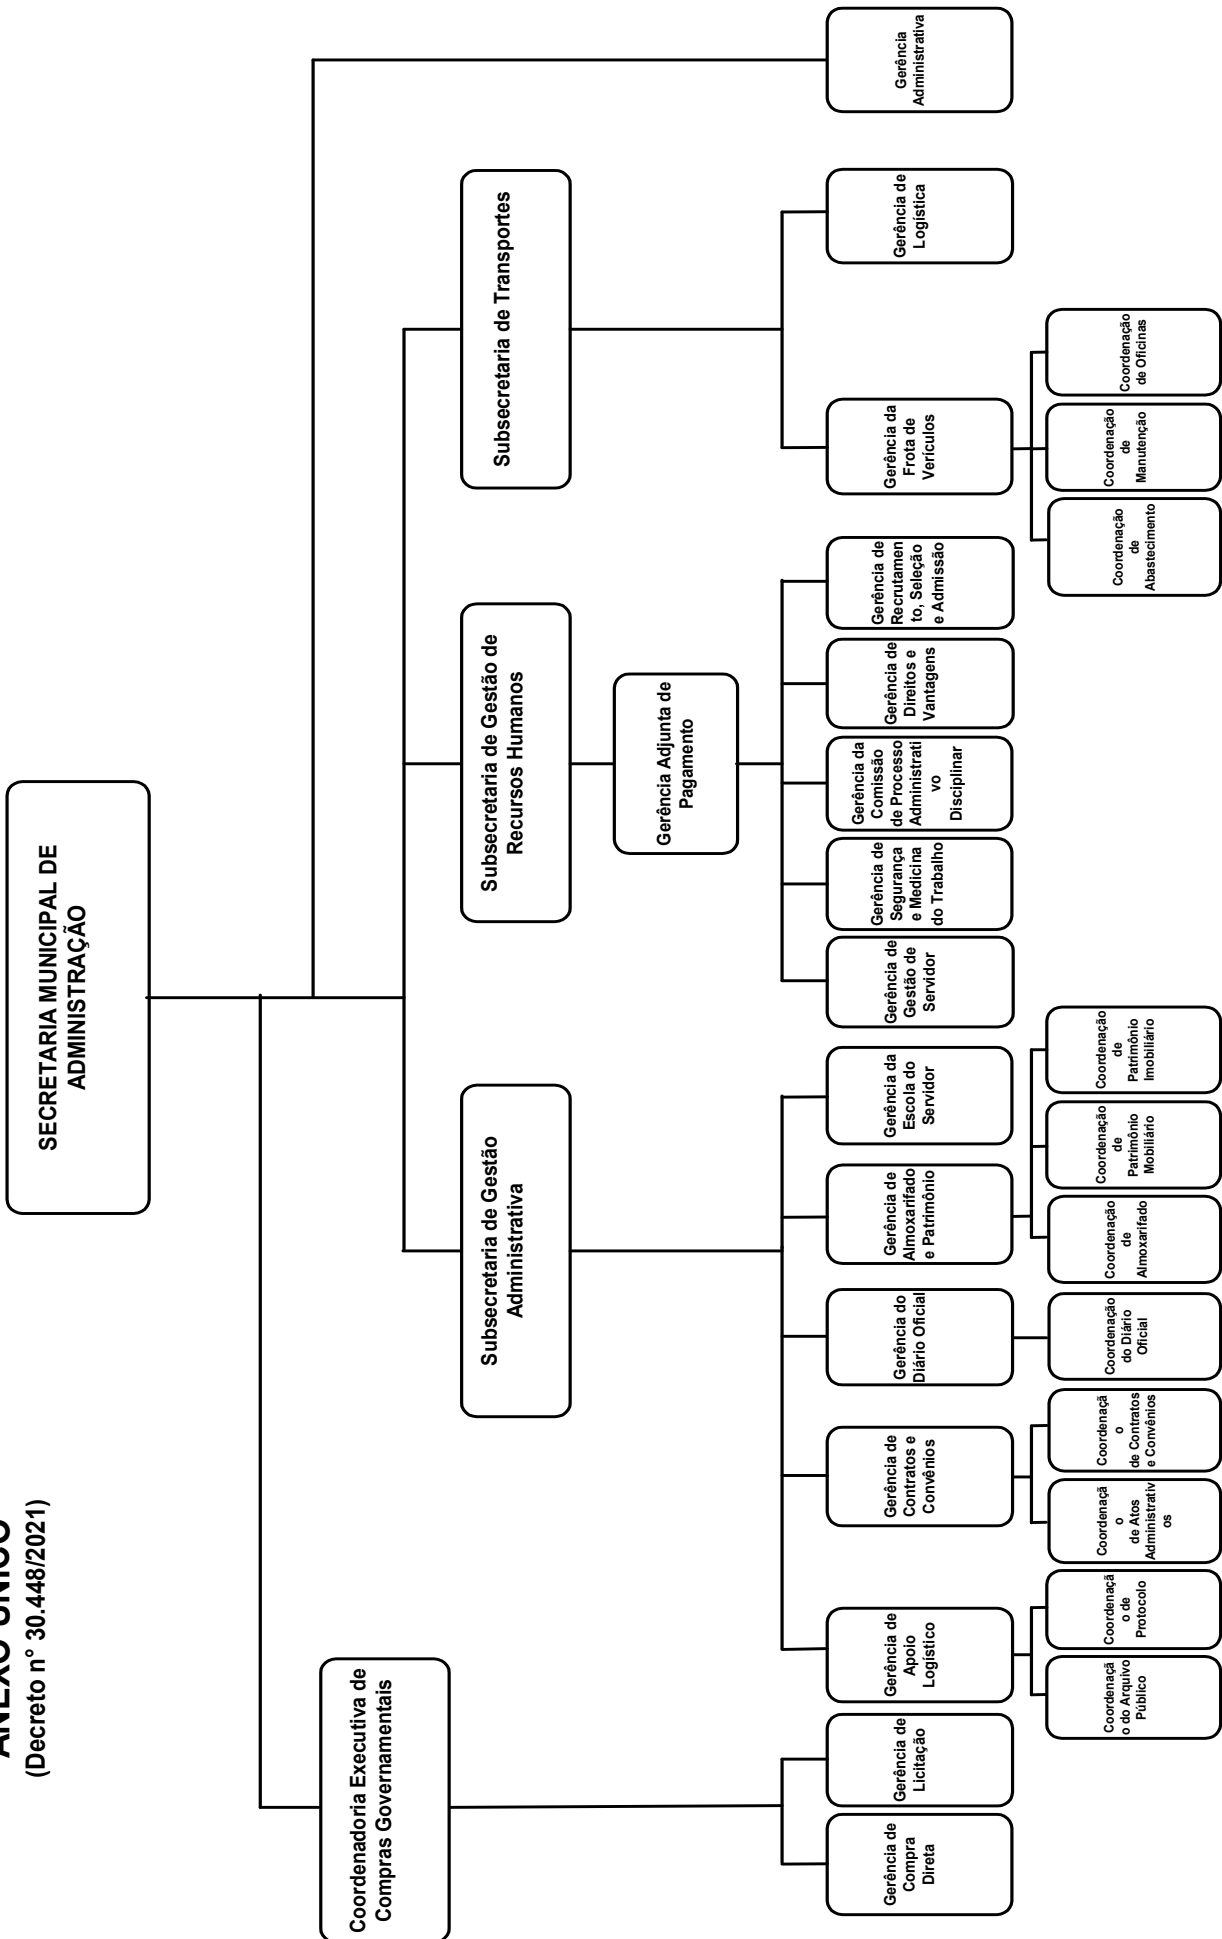 ANEXO ÚNICO
(Decreto n° 30.448/2021)
SECRETARIA MUNICIPAL DE
ADMINISTRAÇÃO
Coordenadoria Executiva de
Compras Governamentais
Subsecretaria de Gestão
Administrativa
Subsecretaria de Gestão de
Recursos Humanos
Subsecretaria de Transportes
Gerência Adjunta de
Pagamento
Gerência de
Compra
Direta
Gerência de
Licitação
Gerência de
Apoio
Logístico
Gerência de
Contratos e
Convênios
Gerência do
Diário Oficial
Gerência de
Almoxarifado
e Patrimônio
Gerência da
Escola do
Servidor
Gerência de
Gestão de
Servidor
Gerência de
Segurança
e Medicina
do Trabalho
Gerência da
Comissão
de Processo
Administrati
vo
Disciplinar
Gerência de
Direitos e
Vantagens
Gerência de
Recrutamen
to, Seleção
e Admissão
Gerência da
Frota de
Verículos
Gerência de
Logística
Gerência
Administrativa
Coordenaçã
o do Arquivo
Público
Coordenaçã
o de
Protocolo
Coordenaçã
o
de Atos
Administrativ
os
Coordenaçã
o
de Contratos
e Convênios
Coordenação
do Diário
Oficial
Coordenação
de
Almoxarifado
Coordenação
de
Patrimônio
Mobiliário
Coordenação
de
Patrimônio
Imobiliário
Coordenação
de
Abastecimento
Coordenação
de
Manutenção
Coordenação
de Oficinas